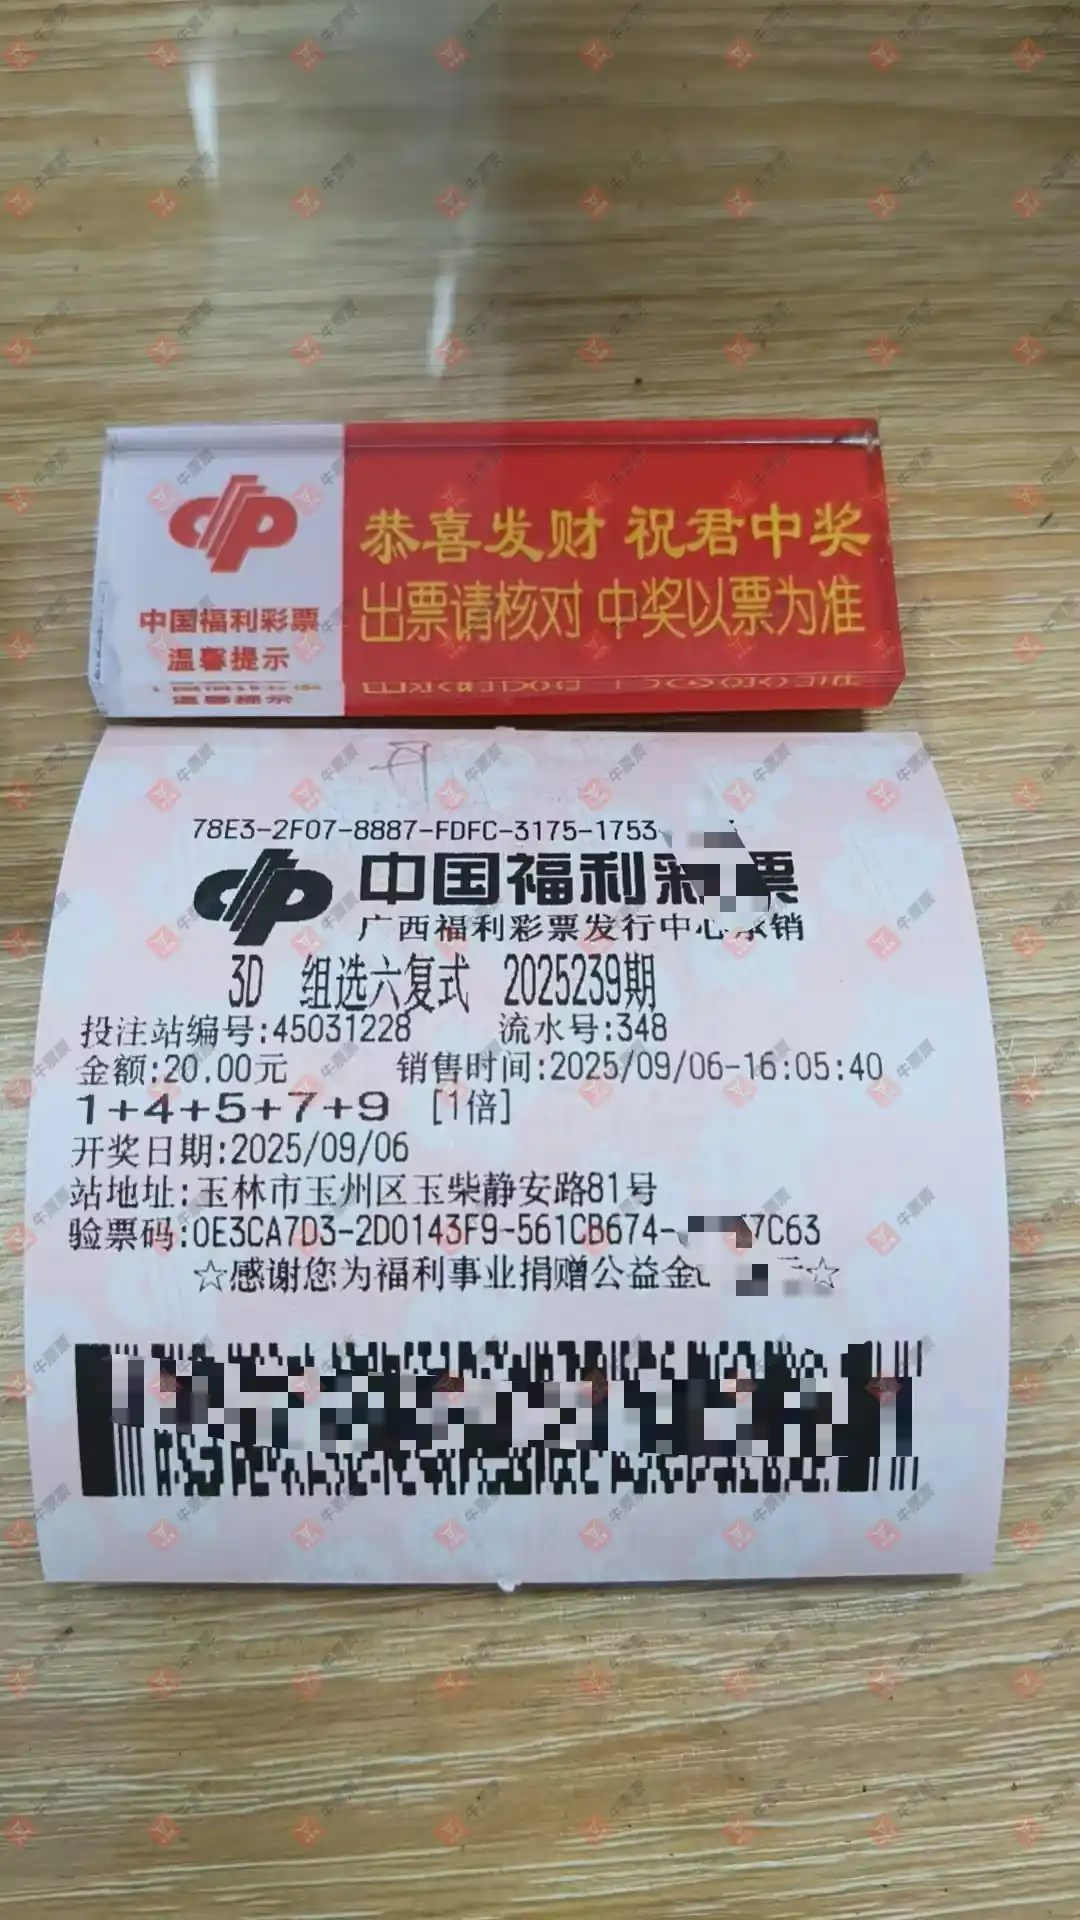 恭喜发财 祝君中奖
出票请核对 中奖以票为准
中国福利彩票
温馨提示
78E3-2F07-8887-FDFC-3175-1753
中国福利彩票
广西福利彩票发行中心承销
3D 组选六复式 2025239期
投注站编号:45031228 流水号:348
金额:20.00元 销售时间:2025/09/06-16:05:40
1+4+5+7+9 [1倍]
开奖日期:2025/09/06
站地址:玉林市玉州区玉柴静安路81号
验票码:0E3CA7D3-2D0143F9-561CB674- 7C63
☆感谢您为福利事业捐赠公益金 元☆
牛票票